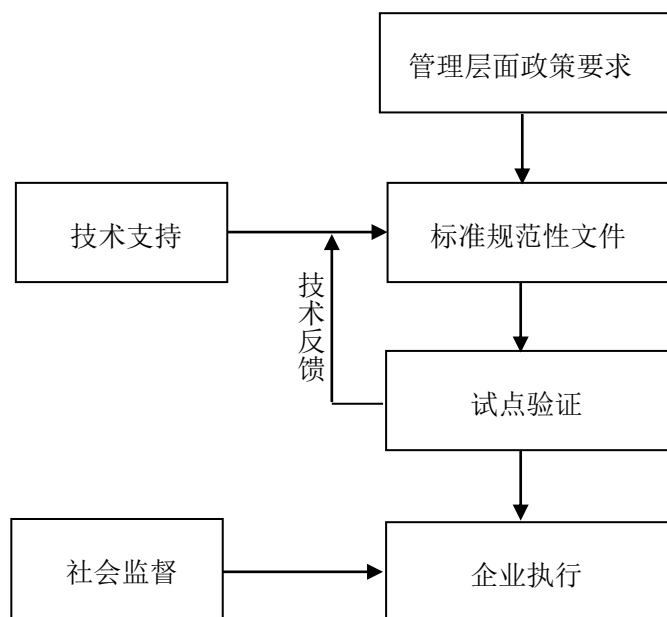 管理层面政策要求
技术支持
标准规范性文件
技术反馈
试点验证
社会监督
企业执行